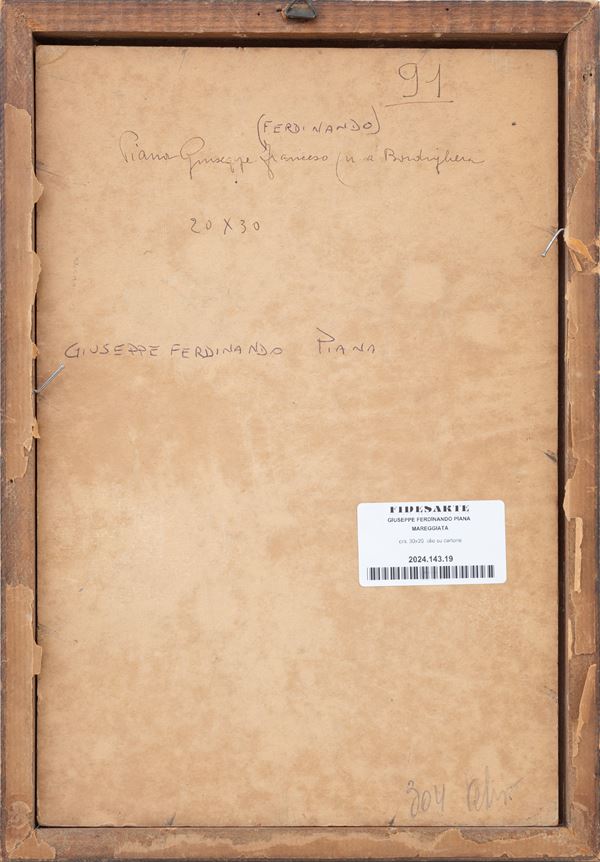 91
(FERDINANDO)
Piana Giuseppe franceso (n a Bordighera
20 X 30
GIUSEPPE FERDINANDO PIANA
FIDESARTE
GIUSEPPE FERDINANDO PIANA
MAREGGIATA
cm. 30x20 olio su cartone
2024.143.19
304